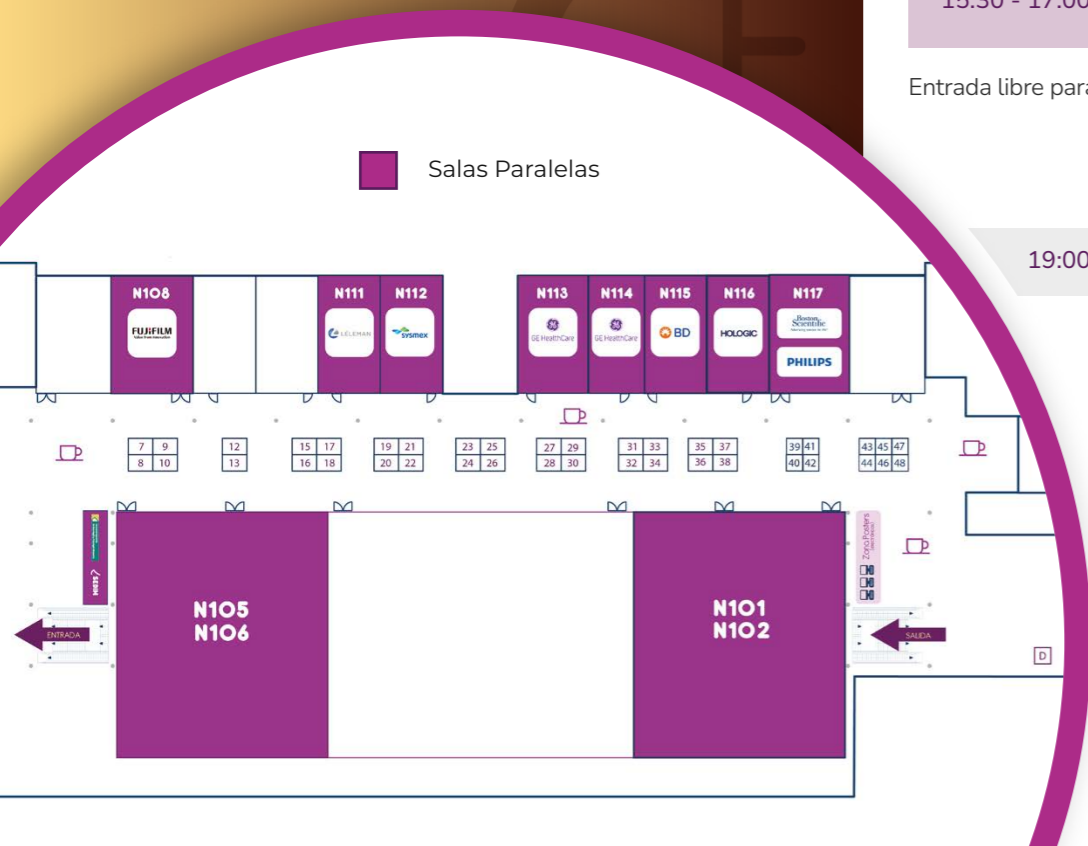 15:30 - 17:00
Entrada libre para
Salas Paralelas
19:00
N108
FUJIFILM
Value from Innovation
N111
LELEMAN
N112
sysmex
N113
GE HealthCare
N114
GE HealthCare
N115
BD
N116
HOLOGIC
N117
Boston
Scientific
PHILIPS
7 9
8 10
12
13
15 17
16 18
19 21
20 22
23 25
24 26
27 29
28 30
31 33
32 34
35 37
36 38
39 41
40 42
43 45 47
44 46 48
SEDIM
Zona Posters
N105
N106
N101
N102
ENTRADA
SALIDA
D